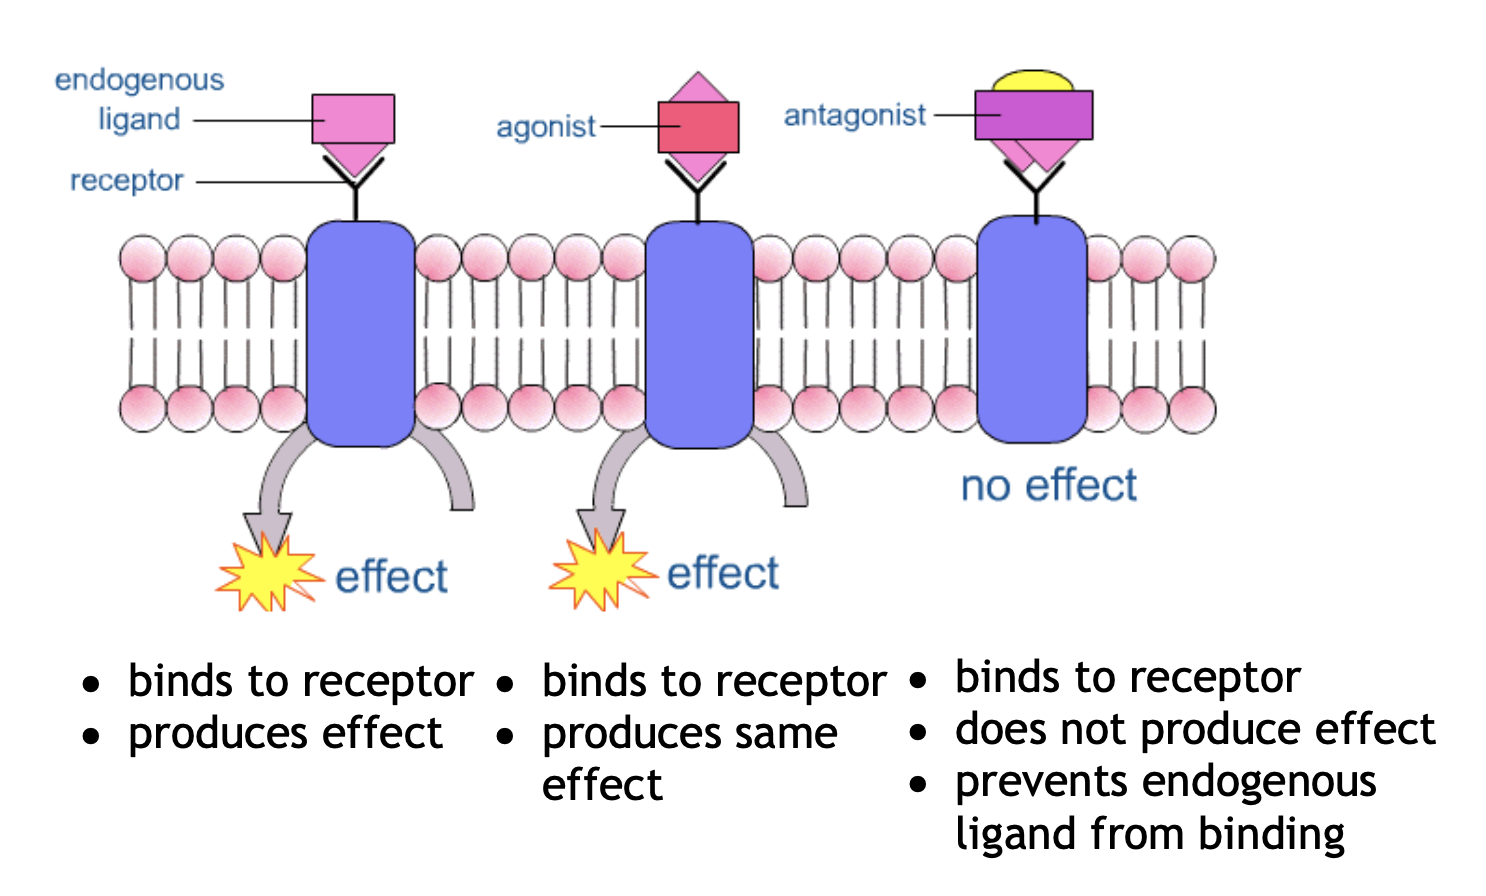 endogenous
ligand
receptor
agonist
antagonist
effect
effect
no effect
• binds to receptor
• produces effect
• binds to receptor
• produces same
effect
• binds to receptor
• does not produce effect
• prevents endogenous
ligand from binding